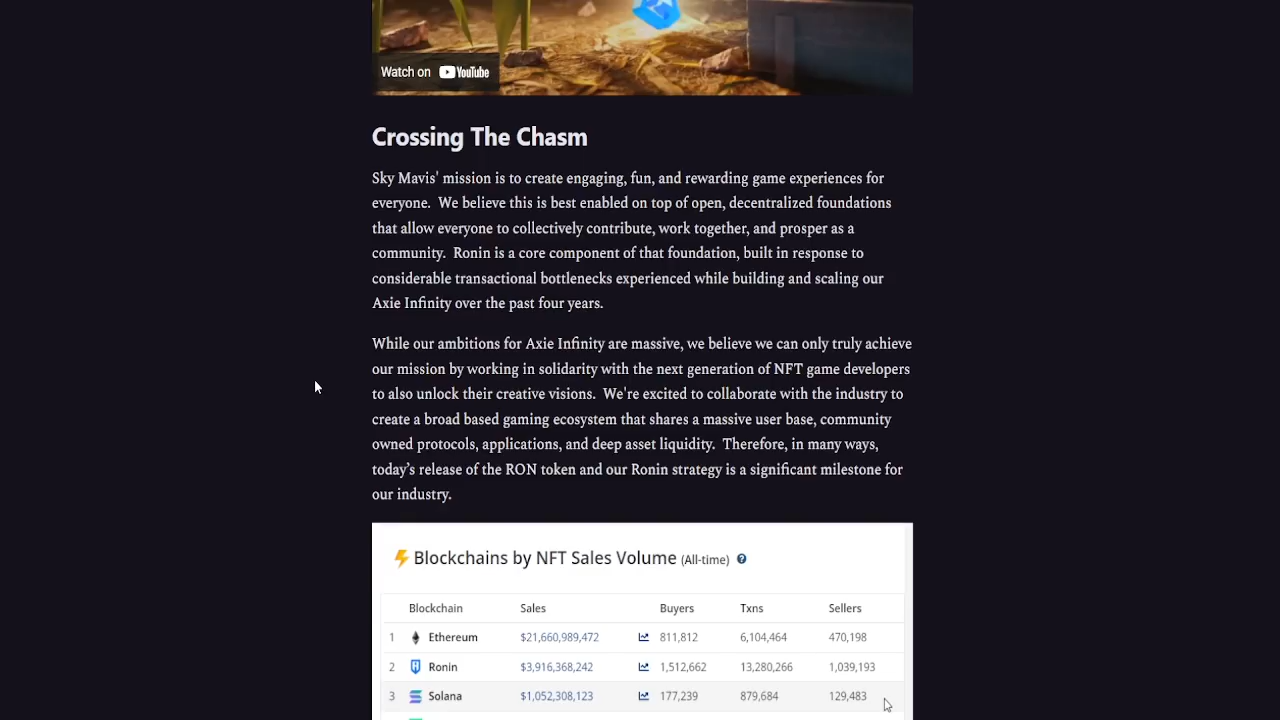 Watch on YouTube
Crossing The Chasm
Sky Mavis' mission is to create engaging, fun, and rewarding game experiences for
everyone.  We believe this is best enabled on top of open, decentralized foundations
that allow everyone to collectively contribute, work together, and prosper as a
community.  Ronin is a core component of that foundation, built in response to
considerable transactional bottlenecks experienced while building and scaling our
Axie Infinity over the past four years.
While our ambitions for Axie Infinity are massive, we believe we can only truly achieve
our mission by working in solidarity with the next generation of NFT game developers
to also unlock their creative visions.  We're excited to collaborate with the industry to
create a broad based gaming ecosystem that shares a massive user base, community
owned protocols, applications, and deep asset liquidity.  Therefore, in many ways,
today's release of the RON token and our Ronin strategy is a significant milestone for
our industry.
Blockchains by NFT Sales Volume (All-time) ?
Blockchain Sales Buyers Txns Sellers
1 Ethereum $21,660,989,472 811,812 6,104,464 470,198
2 Ronin $3,916,368,242 1,512,662 13,280,266 1,039,193
3 Solana $1,052,308,123 177,239 879,684 129,483